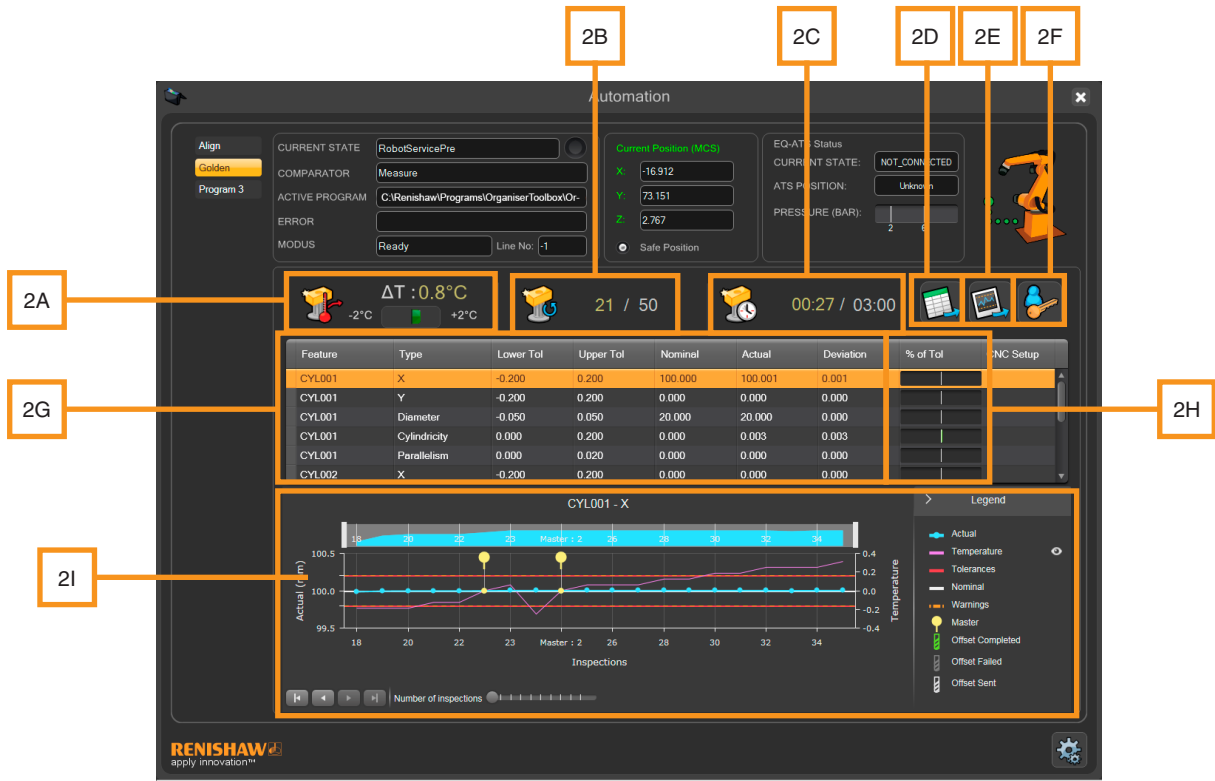 2B
2C
2D
2E
2F
Automation
Align
Golden
Program 3
CURRENT STATE RobotServicePre
COMPARATOR Measure
ACTIVE PROGRAM C:\Renishaw\Programs\OrganiserToolbox\Or-
ERROR
MODUS Ready Line No: -1
Current Position (MCS)
X: -16.912
Y: 73.151
Z: 2.767
Safe Position
EQ-ATS Status
CURRENT STATE: NOT_CONNECTED
ATS POSITION: Unknown
PRESSURE (BAR):
2 6
2A
ΔT : 0.8°C
-2°C +2°C
21 / 50
00:27 / 03:00
2G
Feature Type Lower Tol Upper Tol Nominal Actual Deviation % of Tol CNC Setup
CYL001 X -0.200 0.200 100.000 100.001 0.001
CYL001 Y -0.200 0.200 0.000 0.000 0.000
CYL001 Diameter -0.050 0.050 20.000 20.000 0.000
CYL001 Cylindricity 0.000 0.200 0.000 0.003 0.003
CYL001 Parallelism 0.000 0.020 0.000 0.000 0.000
CYL002 X -0.200 0.200 0.000 0.000 0.000
2H
2I
CYL001 - X
18 20 22 23 Master : 2 26 28 30 32 34
100.5
100.0
99.5
Actual (mm)
0.4
0.2
0.0
-0.2
-0.4
Temperature
18 20 22 23 Master : 2 26 28 30 32 34
Inspections
Number of inspections
> Legend
Actual
Temperature
Tolerances
Nominal
Warnings
Master
Offset Completed
Offset Failed
Offset Sent
RENISHAW
apply innovation™